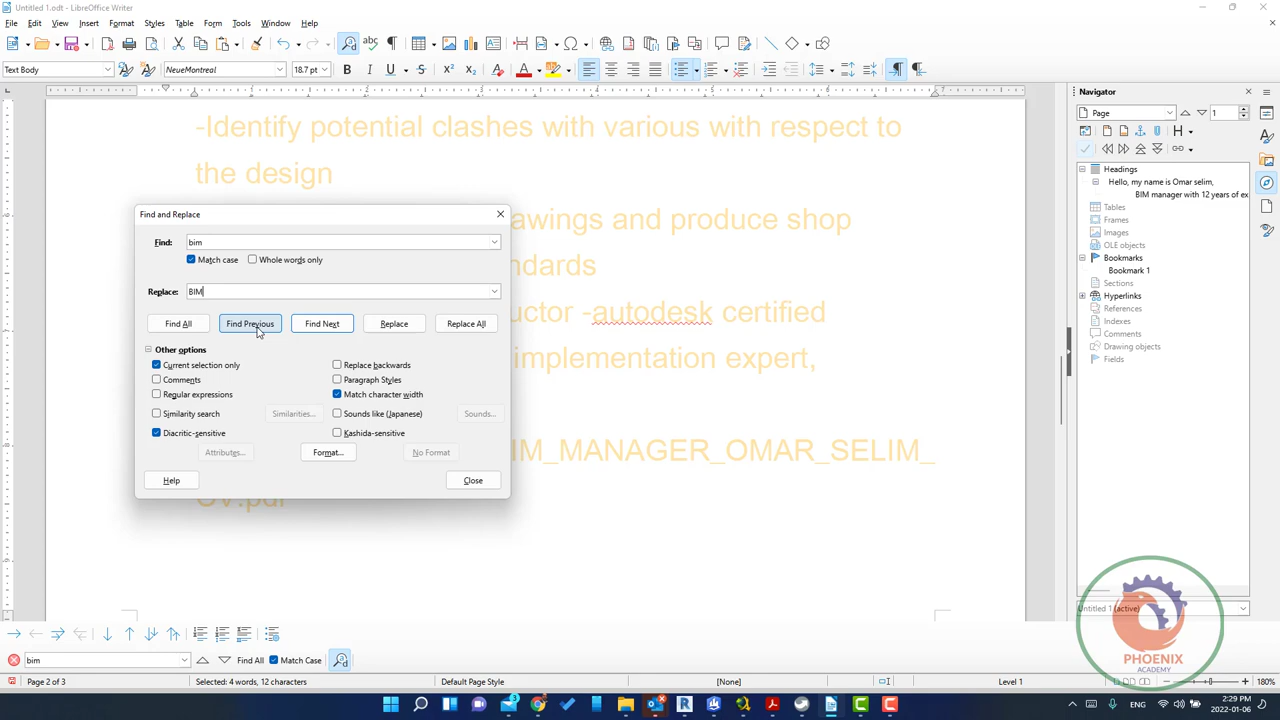 Untitled 1.odt - LibreOffice Writer
File Edit View Insert Format Styles Table Form Tools Window Help
Text Body NeueMontreal 18.7 pt
1 2 3 4 5 6 7
-Identify potential clashes with various with respect to
the design
awings and produce shop
ndards
uctor -autodesk certified
implementation expert,
IM_MANAGER_OMAR_SELIM_
CV.pdf
Find and Replace
Find: bim
Match case Whole words only
Replace: BIM
Find All Find Previous Find Next Replace Replace All
Other options
Current selection only Replace backwards
Comments Paragraph Styles
Regular expressions Match character width
Similarity search Similarities... Sounds like (Japanese) Sounds...
Diacritic-sensitive Kashida-sensitive
Attributes... Format... No Format
Help Close
Navigator
Page 1
Headings
Hello, my name is Omar selim,
BIM manager with 12 years of ex
Tables
Frames
Images
OLE objects
Bookmarks
Bookmark 1
Sections
Hyperlinks
References
Indexes
Comments
Drawing objects
Fields
Untitled 1 (active)
PHOENIX
ACADEMY
bim Find All Match Case
Page 2 of 3 Selected: 4 words, 12 characters Default Page Style [None] Level 1 180%
2:29 PM
2022-01-06